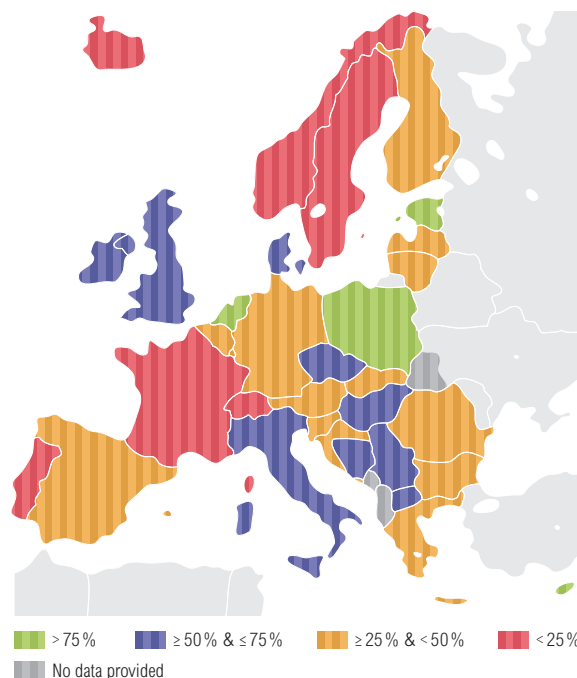 > 75 % ≥ 50 % & ≤ 75 % ≥ 25 % & < 50 % < 25 %
No data provided